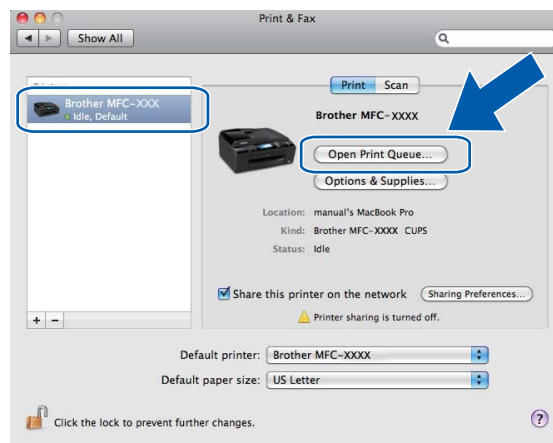 Print & Fax
Show All
Print Scan
Brother MFC-XXX
Idle, Default
Brother MFC-XXXX
Open Print Queue...
Options & Supplies...
Location: manual's MacBook Pro
Kind: Brother MFC-XXXX CUPS
Status: Idle
Share this printer on the network Sharing Preferences...
Printer sharing is turned off.
+ -
Default printer: Brother MFC-XXXX
Default paper size: US Letter
Click the lock to prevent further changes. ?